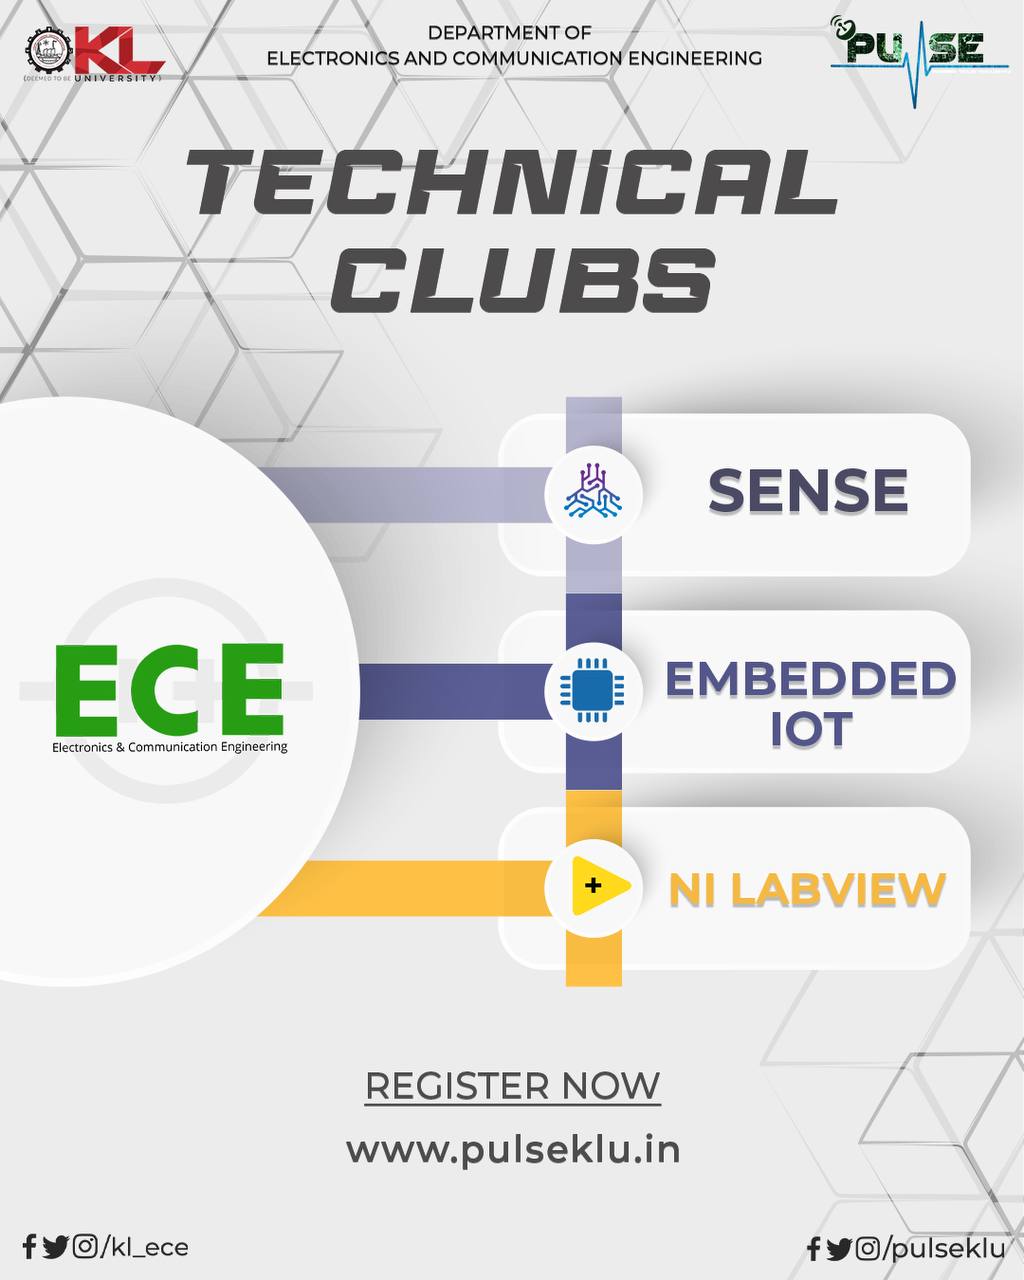 KL
(DEEMED TO BE UNIVERSITY)
DEPARTMENT OF
ELECTRONICS AND COMMUNICATION ENGINEERING
PULSE
TECHNICAL
CLUBS
SENSE
ECE
Electronics & Communication Engineering
EMBEDDED
IOT
NI LABVIEW
REGISTER NOW
www.pulseklu.in
/kl_ece
/pulseklu